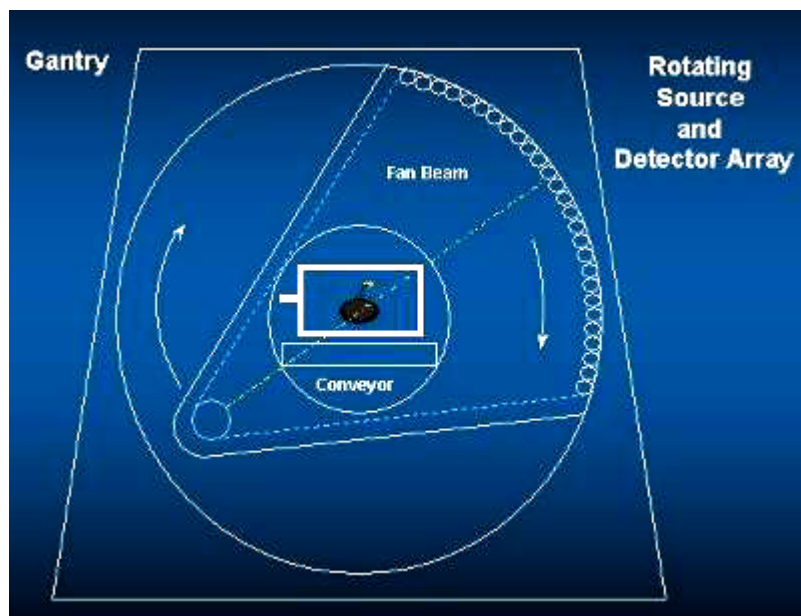 Gantry
Rotating
Source
and
Detector Array
Fan Beam
Conveyor